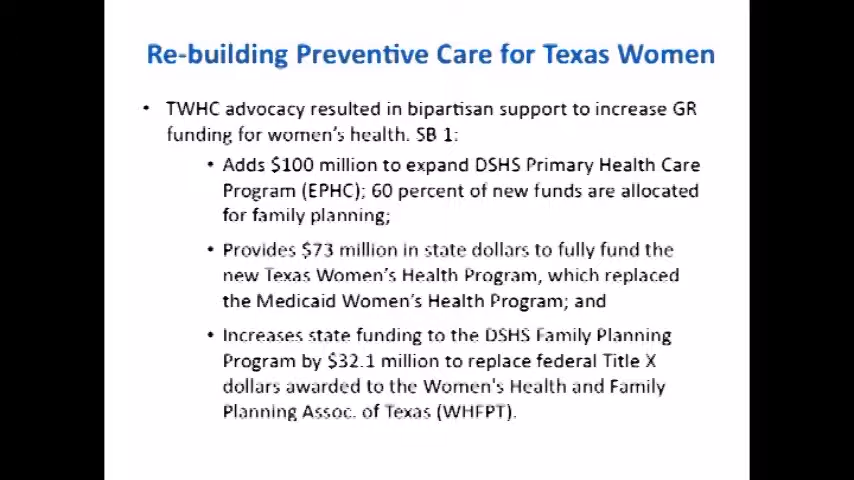 Re-building Preventive Care for Texas Women
• TWHC advocacy resulted in bipartisan support to increase GR
funding for women's health. SB 1:
• Adds $100 million to expand DSHS Primary Health Care
Program (EPHC); 60 percent of new funds are allocated
for family planning;
• Provides $73 million in state dollars to fully fund the
new Texas Women's Health Program, which replaced
the Medicaid Women's Health Program; and
• Increases state funding to the DSHS Family Planning
Program by $32.1 million to replace federal Title X
dollars awarded to the Women's Health and Family
Planning Assoc. of Texas (WHFPT).